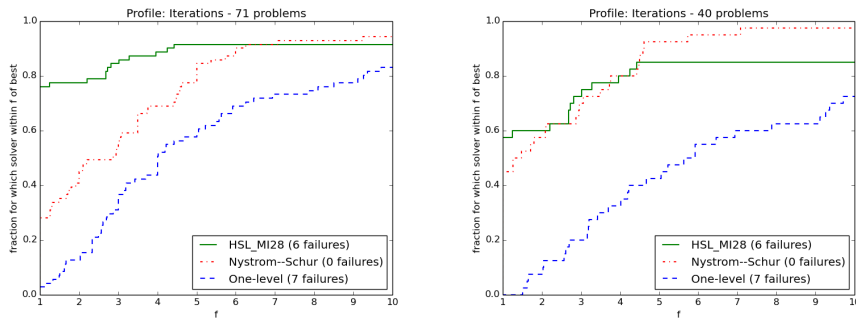 Profile: Iterations - 71 problems
fraction for which solver within f of best
1.0
0.8
0.6
0.4
0.2
0.0
HSL_MI28 (6 failures)
Nystrom--Schur (0 failures)
One-level (7 failures)
1 2 3 4 5 6 7 8 9 10
f
Profile: Iterations - 40 problems
fraction for which solver within f of best
1.0
0.8
0.6
0.4
0.2
0.0
HSL_MI28 (6 failures)
Nystrom--Schur (0 failures)
One-level (7 failures)
1 2 3 4 5 6 7 8 9 10
f